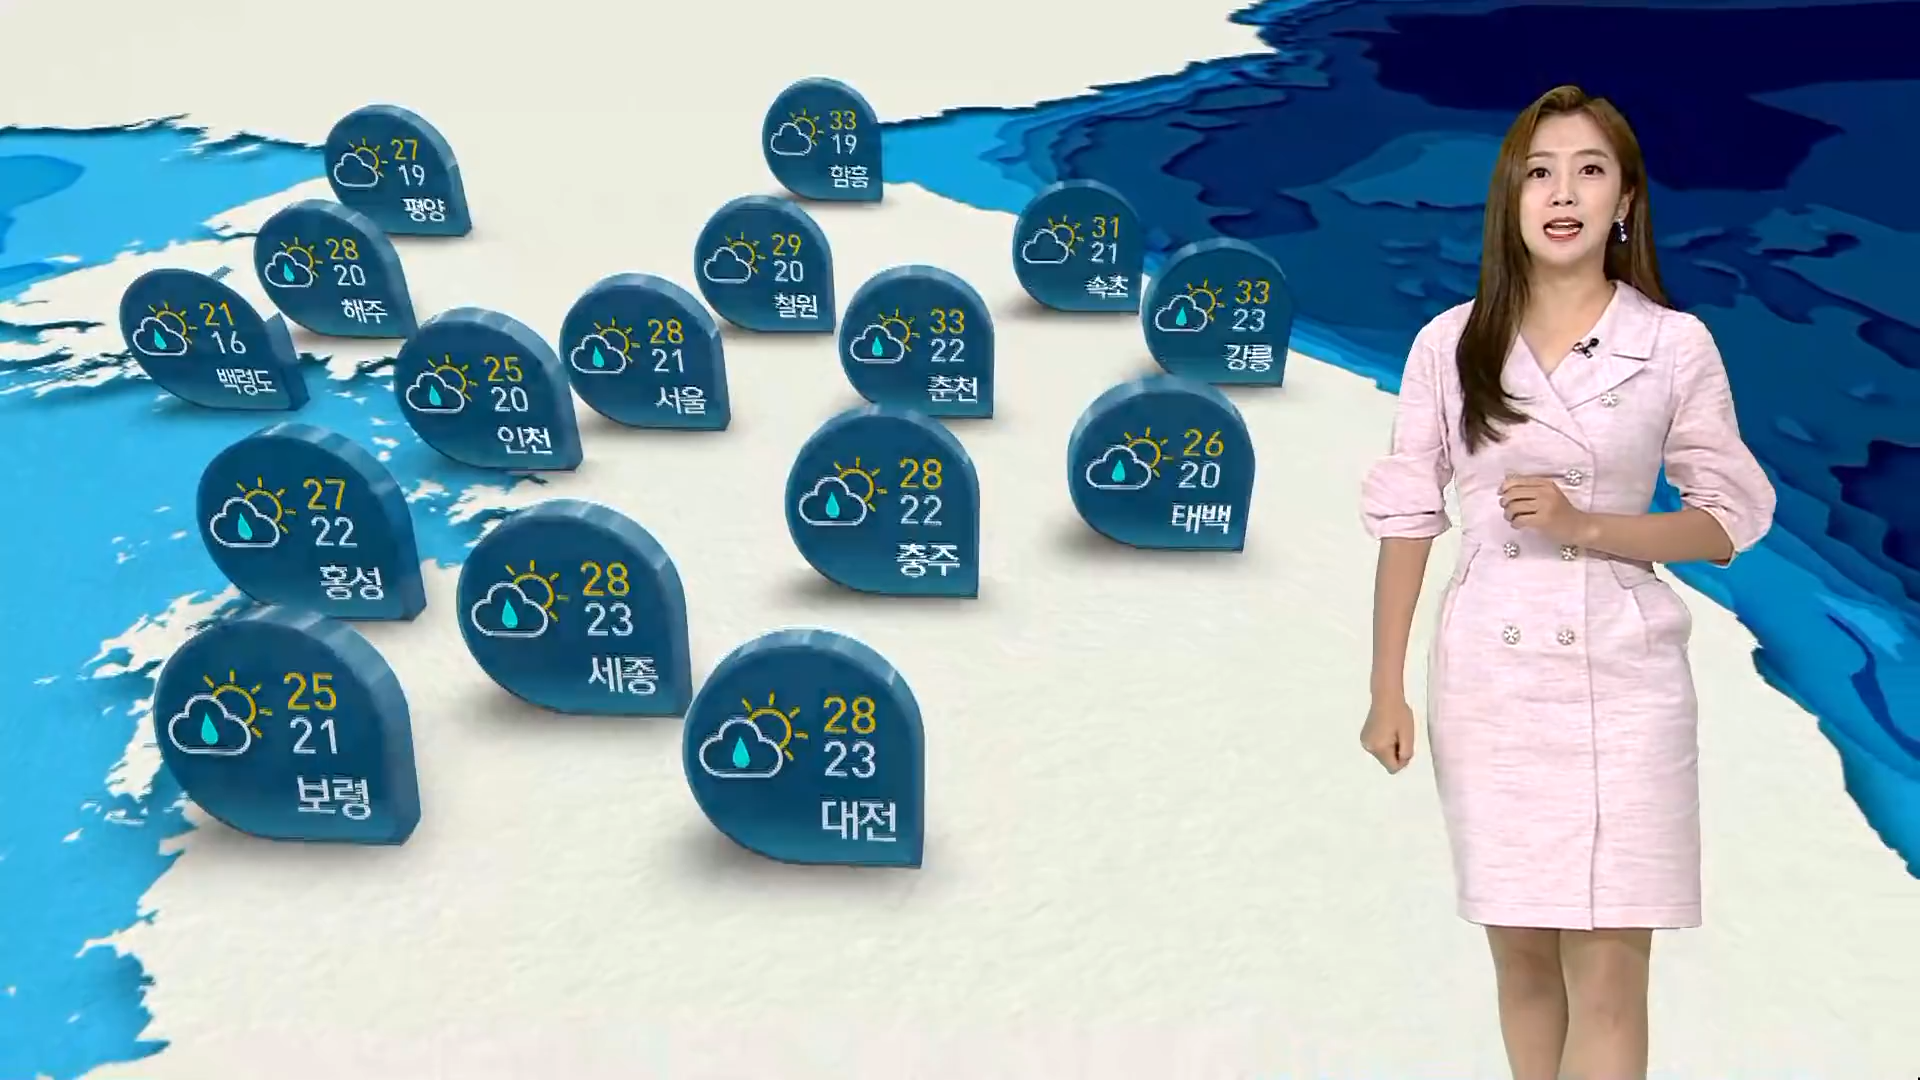 27
19
평양
33
19
함흥
28
20
해주
29
20
철원
31
21
속초
21
16
백령도
25
20
인천
28
21
서울
33
22
춘천
33
23
강릉
27
22
홍성
28
23
세종
28
22
충주
26
20
태백
25
21
보령
28
23
대전